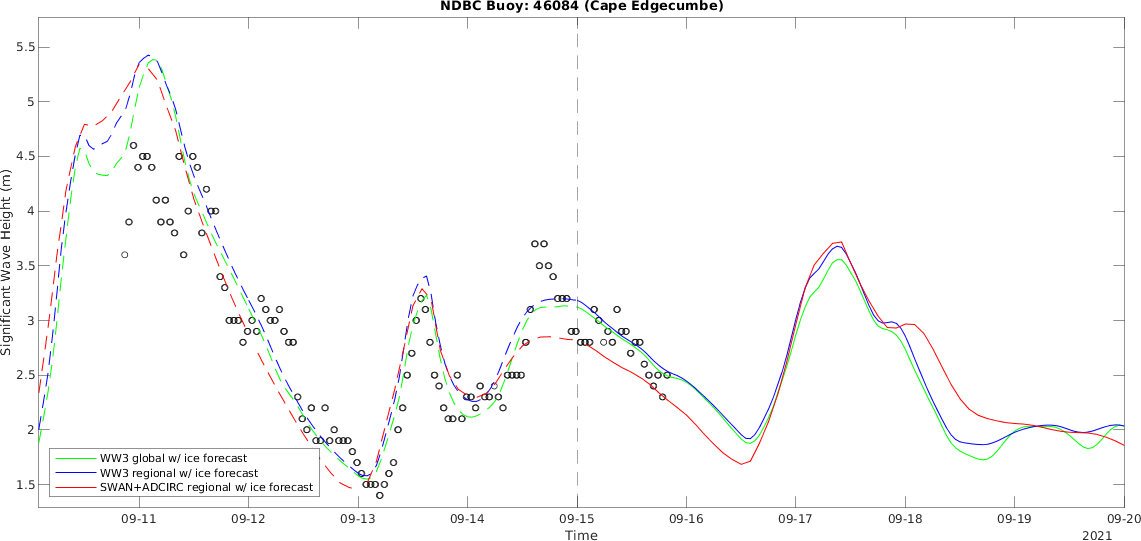 NDBC Buoy: 46084 (Cape Edgecumbe)
Significant Wave Height (m)
5.5
5
4.5
4
3.5
3
2.5
2
1.5
WW3 global w/ ice forecast
WW3 regional w/ ice forecast
SWAN+ADCIRC regional w/ ice forecast
09-11 09-12 09-13 09-14 09-15 09-16 09-17 09-18 09-19 09-20
Time
2021